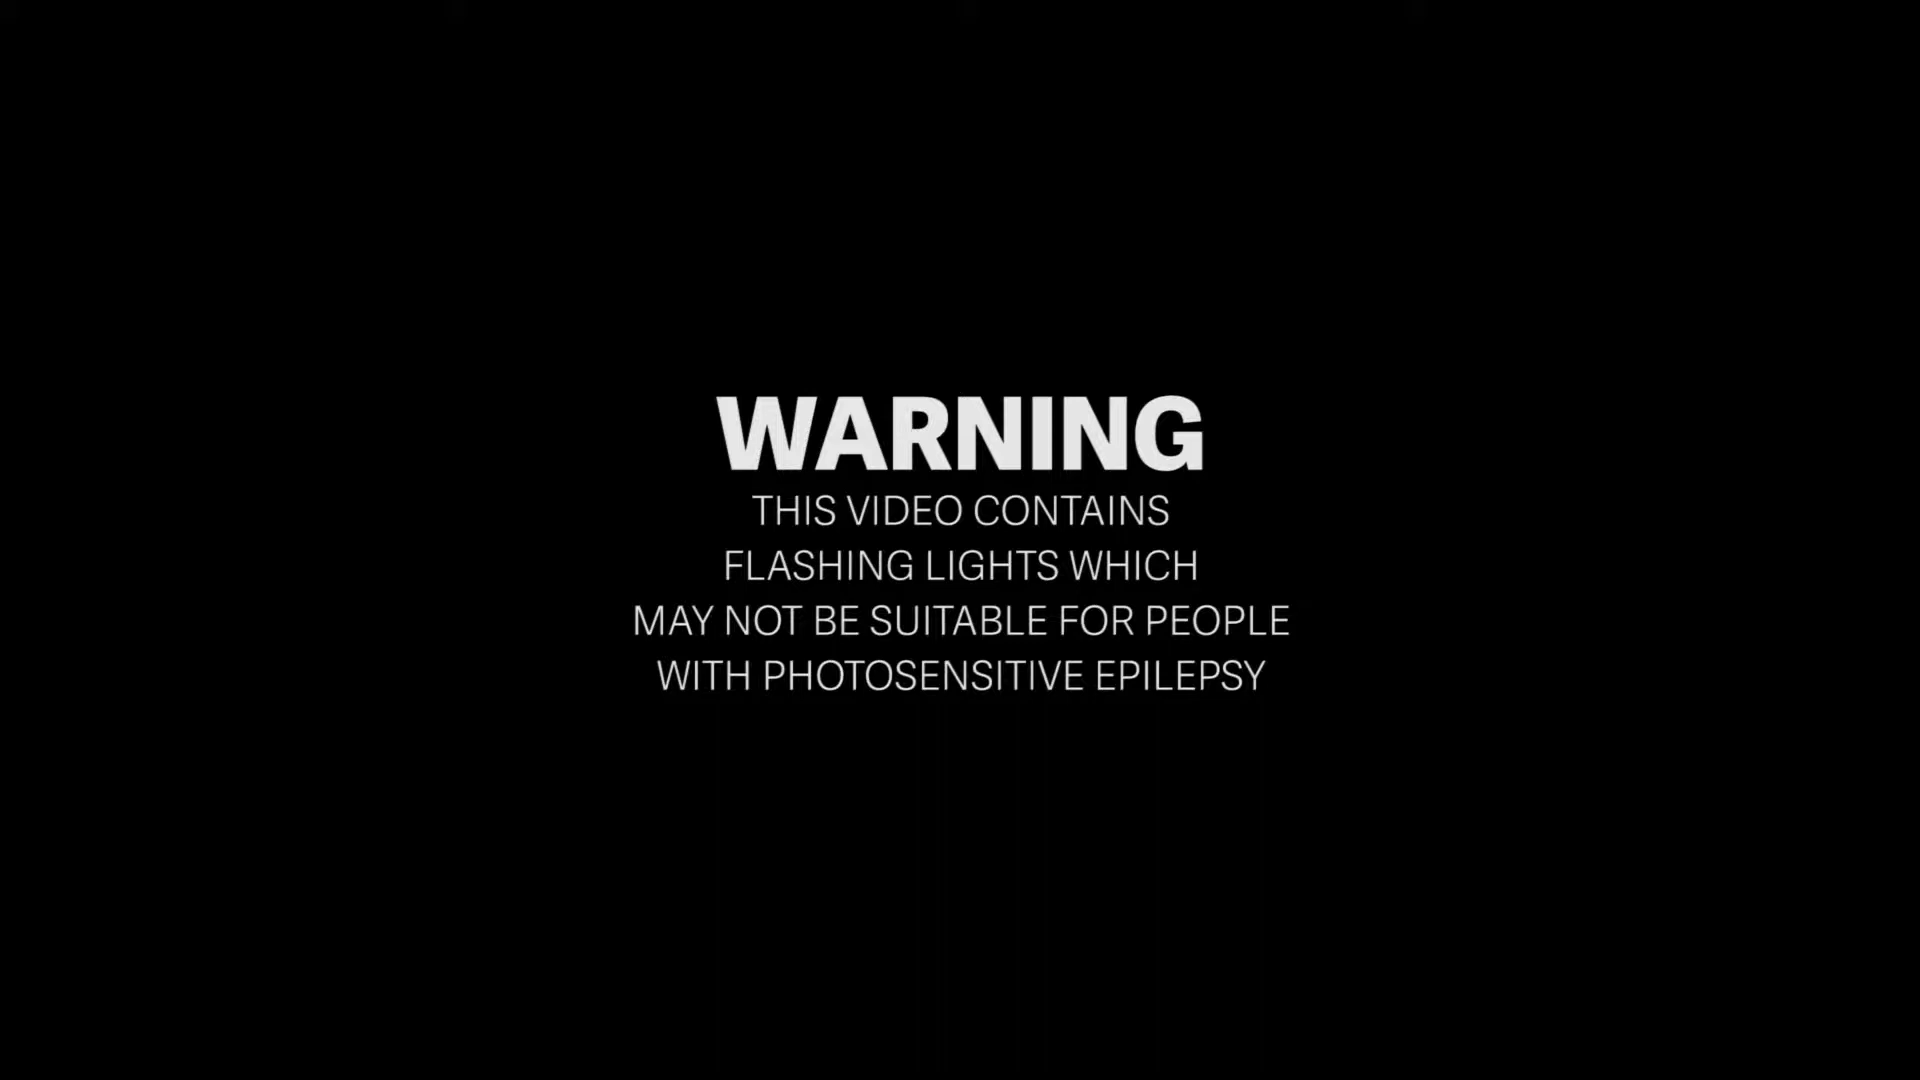 WARNING
THIS VIDEO CONTAINS
FLASHING LIGHTS WHICH
MAY NOT BE SUITABLE FOR PEOPLE
WITH PHOTOSENSITIVE EPILEPSY